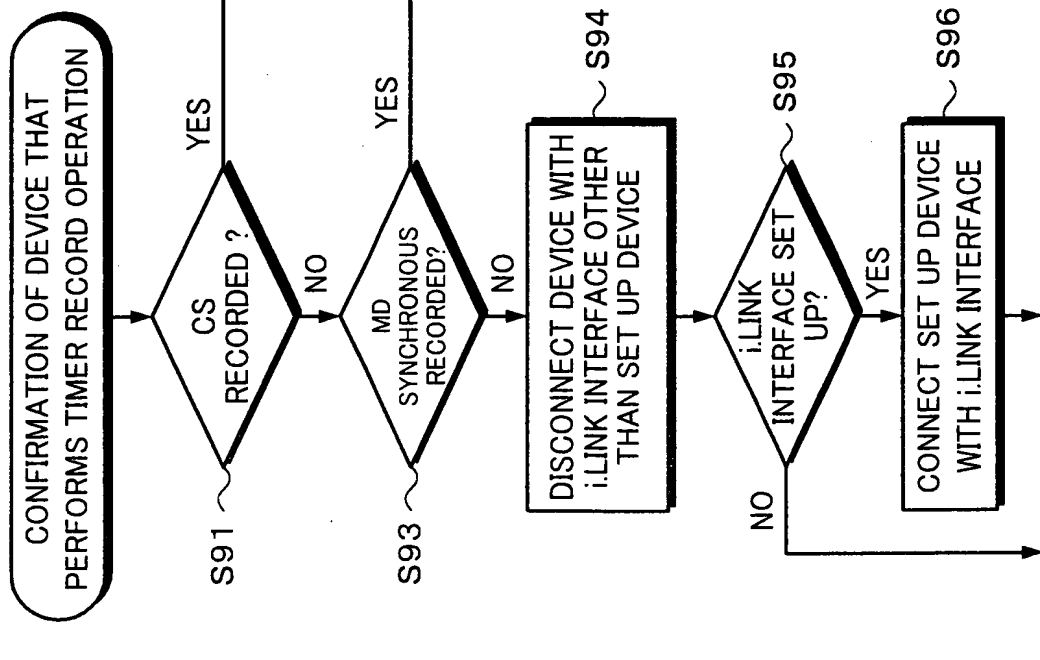 CONFIRMATION OF DEVICE THAT
PERFORMS TIMER RECORD OPERATION
S91
CS
RECORDED ?
YES
NO
S93
MD
SYNCHRONOUS
RECORDED?
YES
NO
DISCONNECT DEVICE WITH
i.LINK INTERFACE OTHER
THAN SET UP DEVICE
S94
i.LINK
INTERFACE SET
UP?
S95
NO
YES
CONNECT SET UP DEVICE
WITH i.LINK INTERFACE
S96